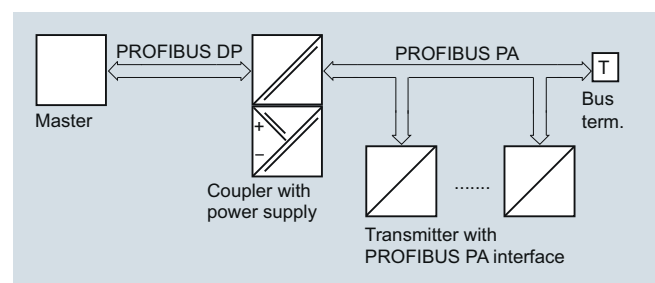 PROFIBUS DP
PROFIBUS PA
T
Master
Bus
term.
+
–
Coupler with
power supply
.......
Transmitter with
PROFIBUS PA interface